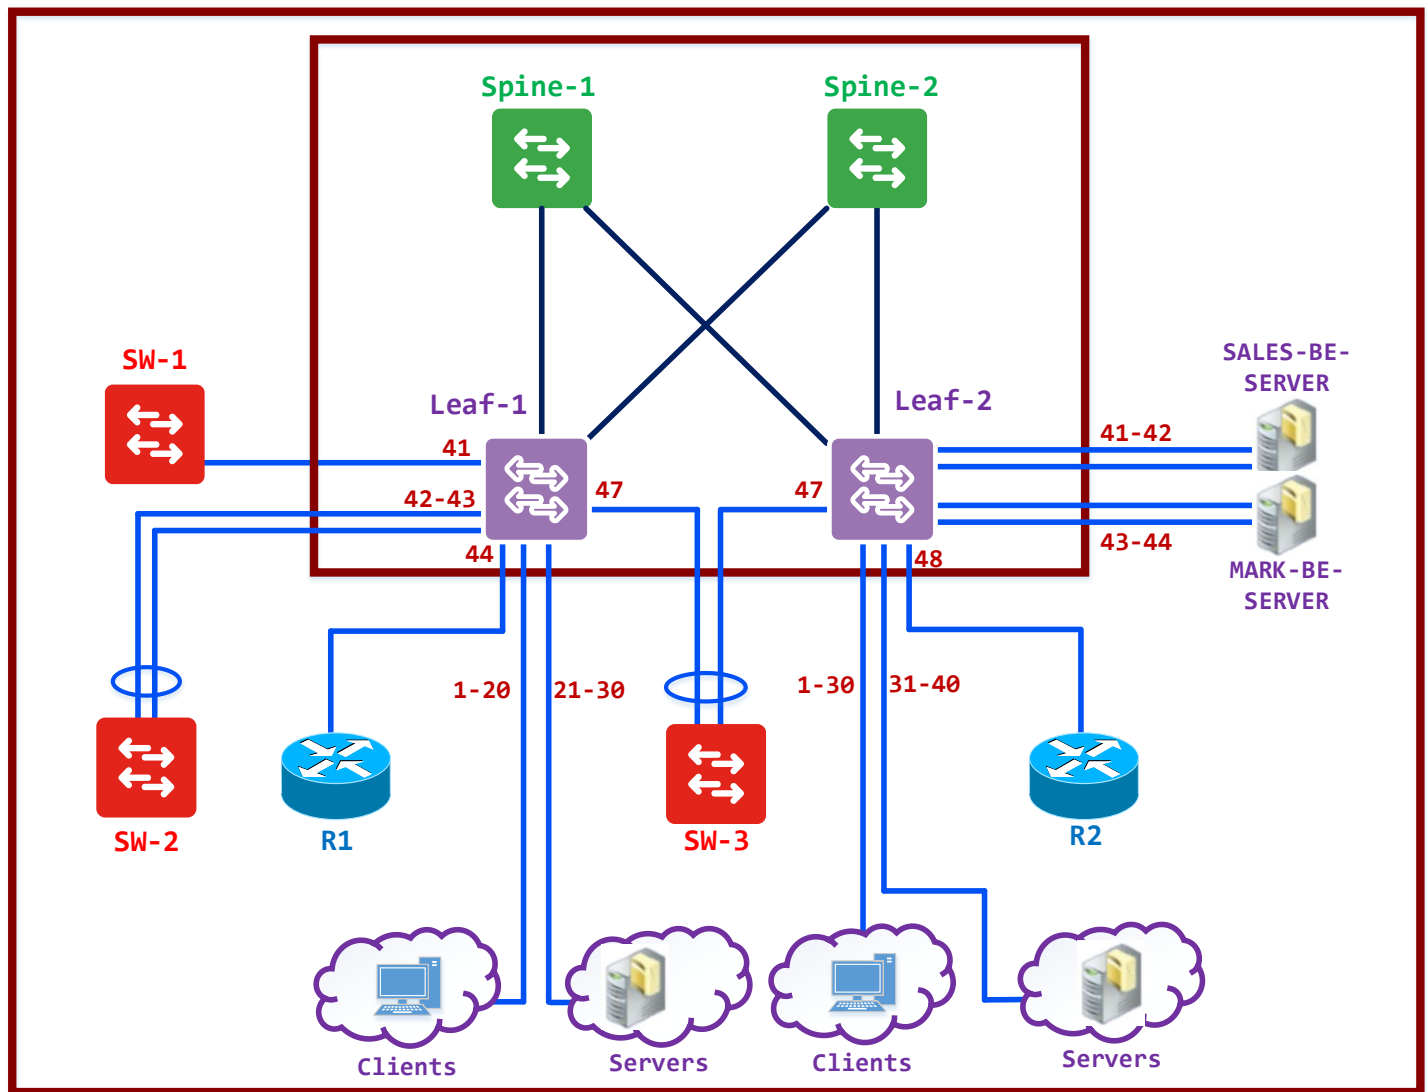 Spine-1
Spine-2
SW-1
Leaf-1
Leaf-2
SALES-BE-
SERVER
41
41-42
42-43
47
47
44
48
43-44
MARK-BE-
SERVER
1-20
21-30
1-30
31-40
SW-2
R1
SW-3
R2
Clients
Servers
Clients
Servers